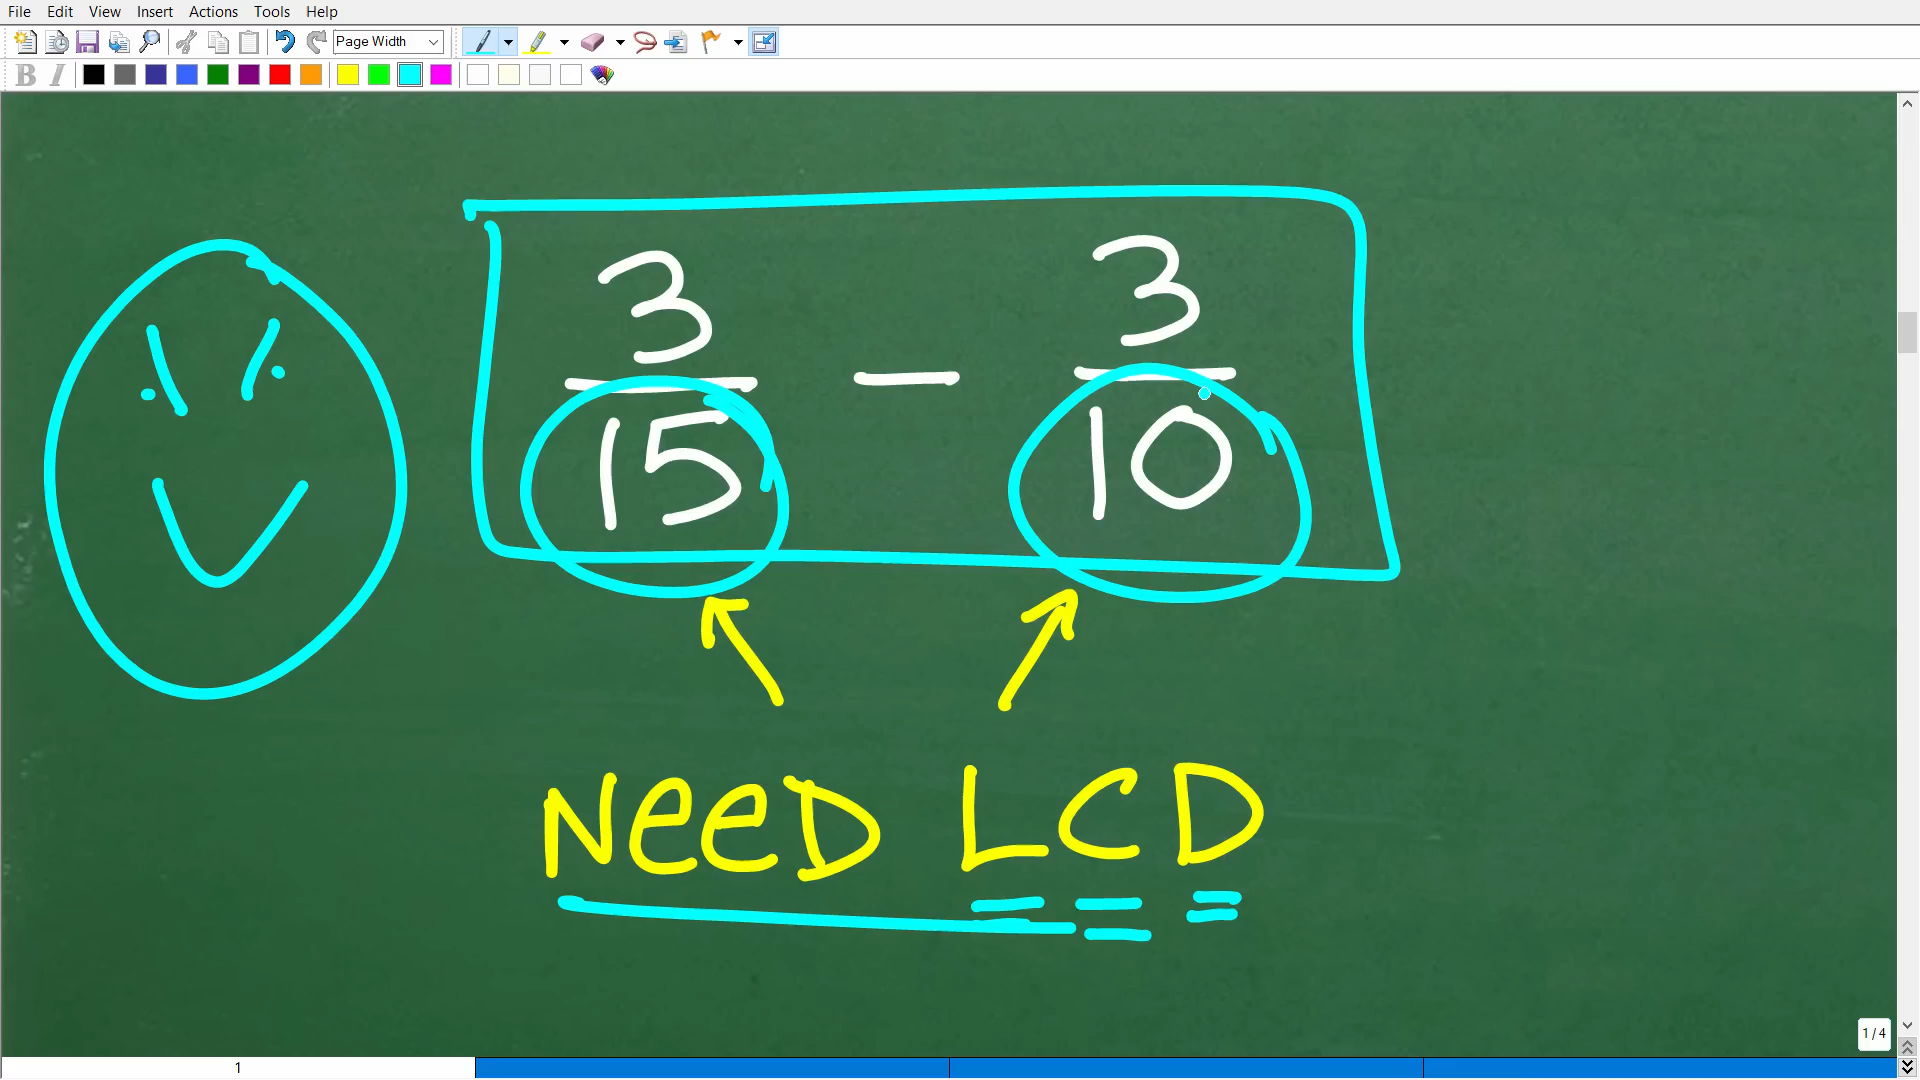 File Edit View Insert Actions Tools Help
Page Width
B I
3/15 — 3/10
NeeD LCD
1 / 4
1